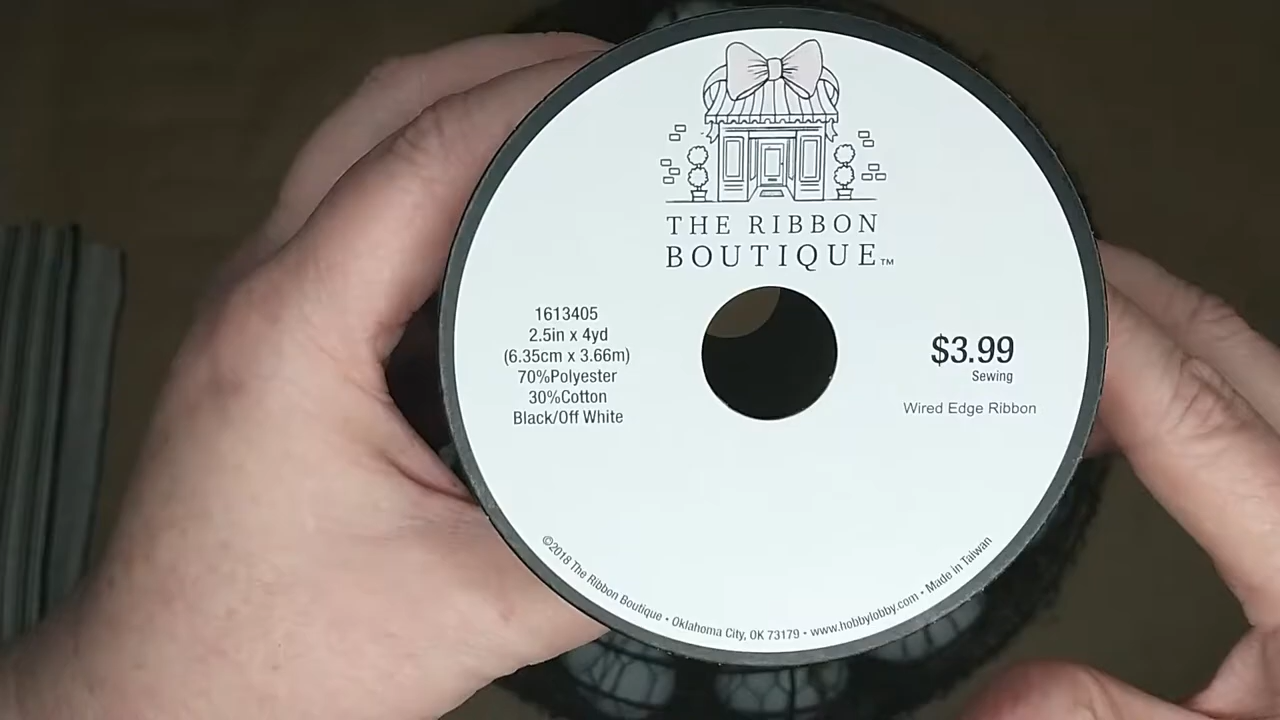 THE RIBBON
BOUTIQUE™
1613405
2.5in x 4yd
(6.35cm x 3.66m)
70%Polyester
30%Cotton
Black/Off White
$3.99
Sewing
Wired Edge Ribbon
©2018 The Ribbon Boutique • Oklahoma City, OK 73179 • www.hobbylobby.com • Made in Taiwan